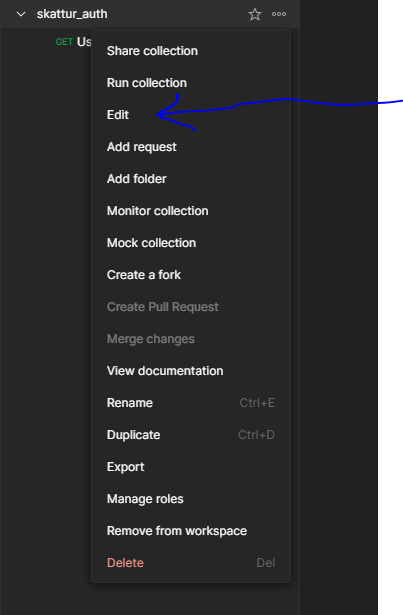 skattur_auth
GET Us
Share collection
Run collection
Edit
Add request
Add folder
Monitor collection
Mock collection
Create a fork
Create Pull Request
Merge changes
View documentation
Rename Ctrl+E
Duplicate Ctrl+D
Export
Manage roles
Remove from workspace
Delete Del